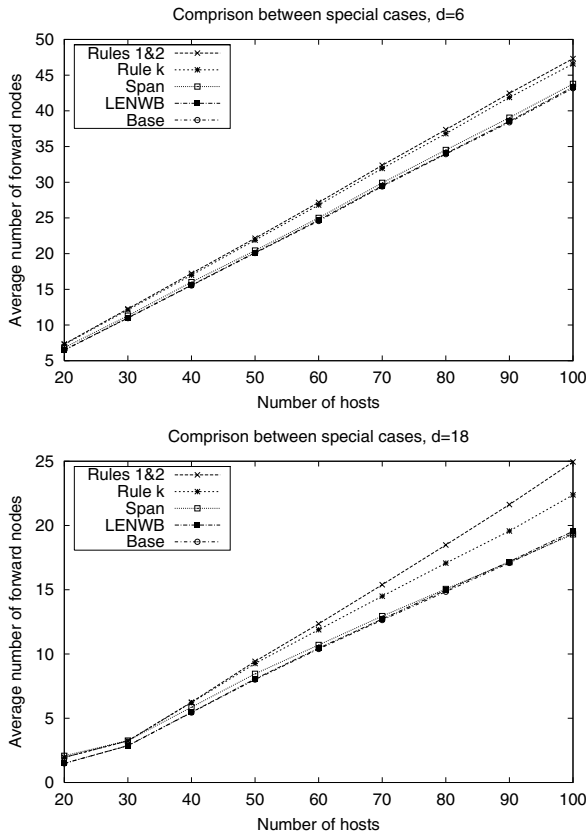 Comprison between special cases, d=6
50
45
40
35
30
25
20
15
10
5
Average number of forward nodes
Rules 1&2
Rule k
Span
LENWB
Base
20 30 40 50 60 70 80 90 100
Number of hosts
Comprison between special cases, d=18
25
20
15
10
5
0
Average number of forward nodes
Rules 1&2
Rule k
Span
LENWB
Base
20 30 40 50 60 70 80 90 100
Number of hosts